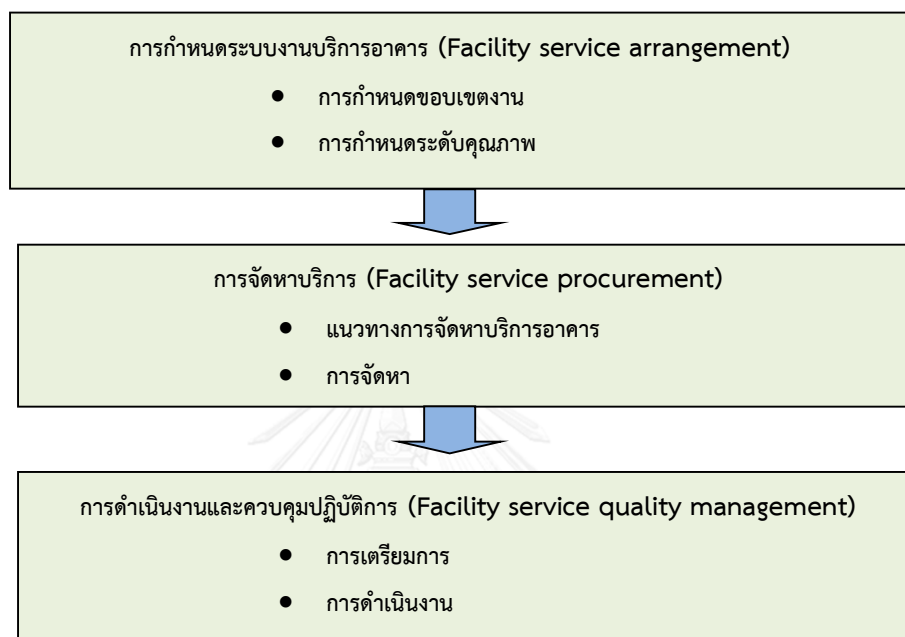 การกำหนดระบบงานบริการอาคาร (Facility service arrangement)
● การกำหนดขอบเขตงาน
● การกำหนดระดับคุณภาพ
การจัดหาบริการ (Facility service procurement)
● แนวทางการจัดหาบริการอาคาร
● การจัดหา
การดำเนินงานและควบคุมปฏิบัติการ (Facility service quality management)
● การเตรียมการ
● การดำเนินงาน